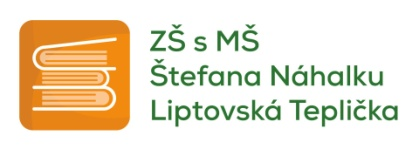 ZŠ s MŠ
Štefana Náhalku
Liptovská Teplička